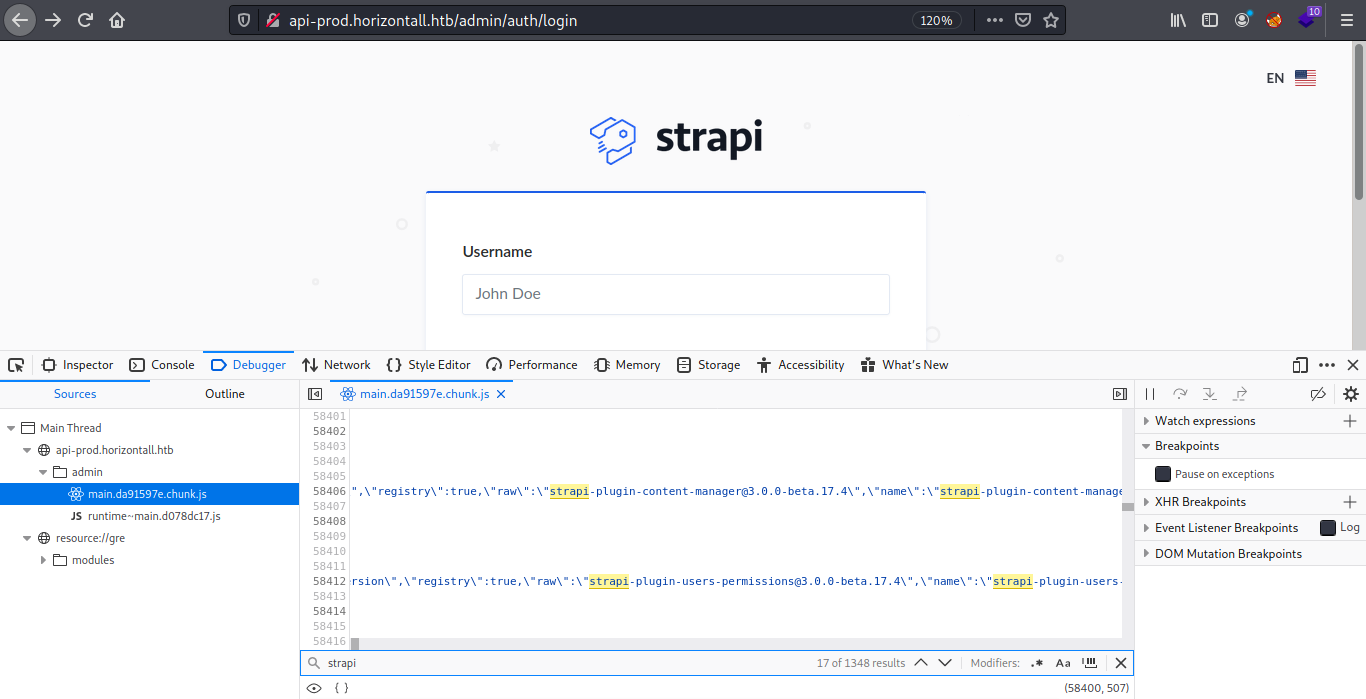 api-prod.horizontall.htb/admin/auth/login 120% 10
EN
strapi
Username
John Doe
Inspector Console Debugger Network Style Editor Performance Memory Storage Accessibility What's New
Sources Outline main.da91597e.chunk.js
Main Thread
api-prod.horizontall.htb
admin
main.da91597e.chunk.js
JS runtime~main.d078dc17.js
resource://gre
modules
58401
58402
58403
58404
58405
58406 ",\"registry\":true,\"raw\":\"strapi-plugin-content-manager@3.0.0-beta.17.4\",\"name\":\"strapi-plugin-content-manage
58407
58408
58409
58410
58411
58412 rsion\",\"registry\":true,\"raw\":\"strapi-plugin-users-permissions@3.0.0-beta.17.4\",\"name\":\"strapi-plugin-users-
58413
58414
58415
58416
strapi 17 of 1348 results Modifiers: .* Aa
{ } (58400, 507)
Watch expressions
Breakpoints
Pause on exceptions
XHR Breakpoints
Event Listener Breakpoints Log
DOM Mutation Breakpoints